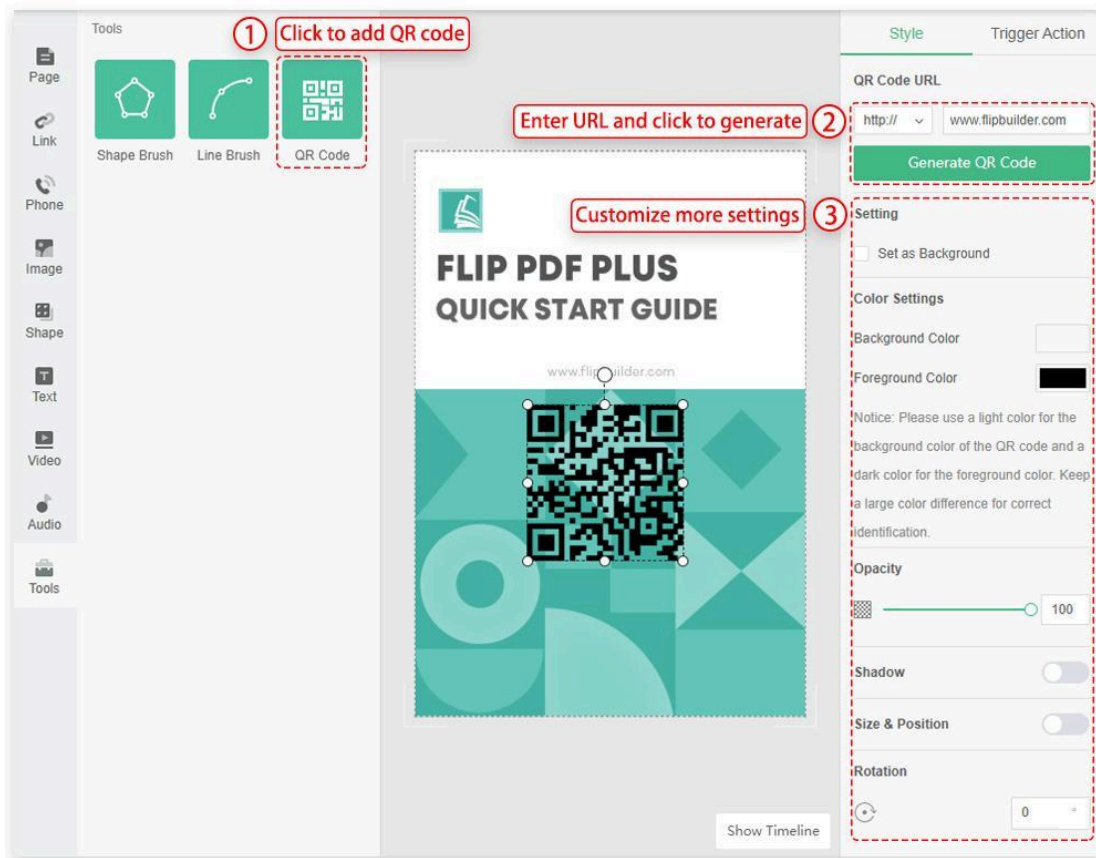 Page
Link
Phone
Image
Shape
Text
Video
Audio
Tools
Tools
1 Click to add QR code
Shape Brush
Line Brush
QR Code
Enter URL and click to generate 2
Customize more settings 3
FLIP PDF PLUS
QUICK START GUIDE
www.flip uilder.com
Show Timeline
Style
Trigger Action
QR Code URL
http://
www.flipbuilder.com
Generate QR Code
Setting
Set as Background
Color Settings
Background Color
Foreground Color
Notice: Please use a light color for the
background color of the QR code and a
dark color for the foreground color. Keep
a large color difference for correct
identification.
Opacity
100
Shadow
Size & Position
Rotation
0 °